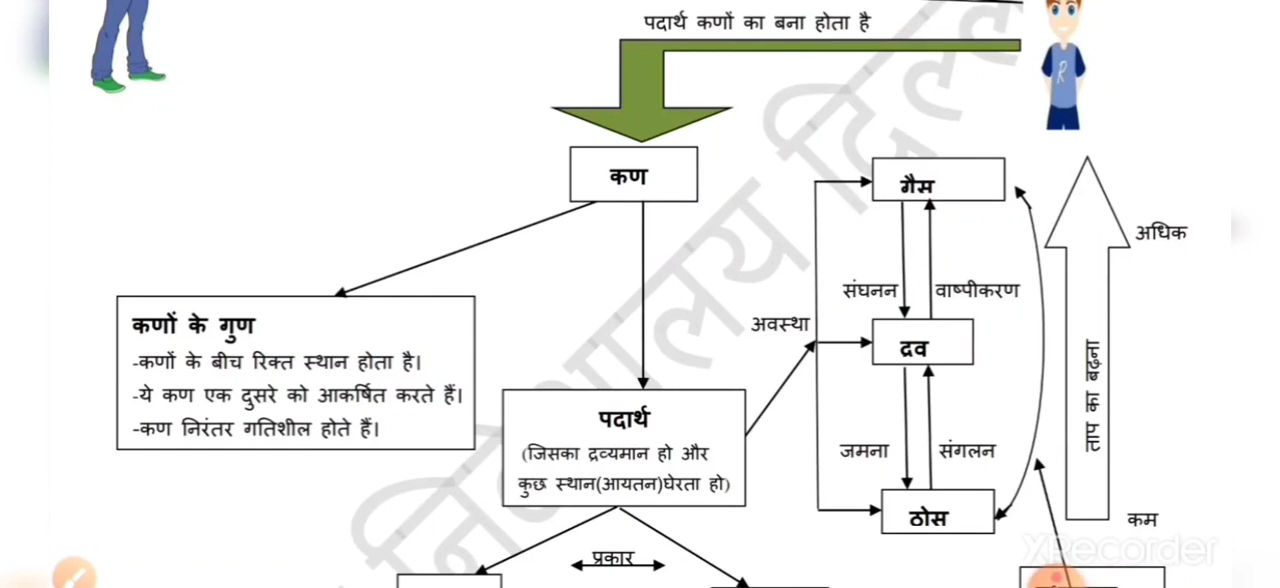 पदार्थ कणों का बना होता है
R
कण
गैस
अधिक
संघनन
वाष्पीकरण
कणों के गुण
-कणों के बीच रिक्त स्थान होता है।
-ये कण एक दुसरे को आकर्षित करते हैं।
-कण निरंतर गतिशील होते हैं।
अवस्था
द्रव
ताप का बढ़ना
पदार्थ
(जिसका द्रव्यमान हो और
कुछ स्थान(आयतन)घेरता हो)
जमना
संगलन
ठोस
कम
प्रकार
XRecorder